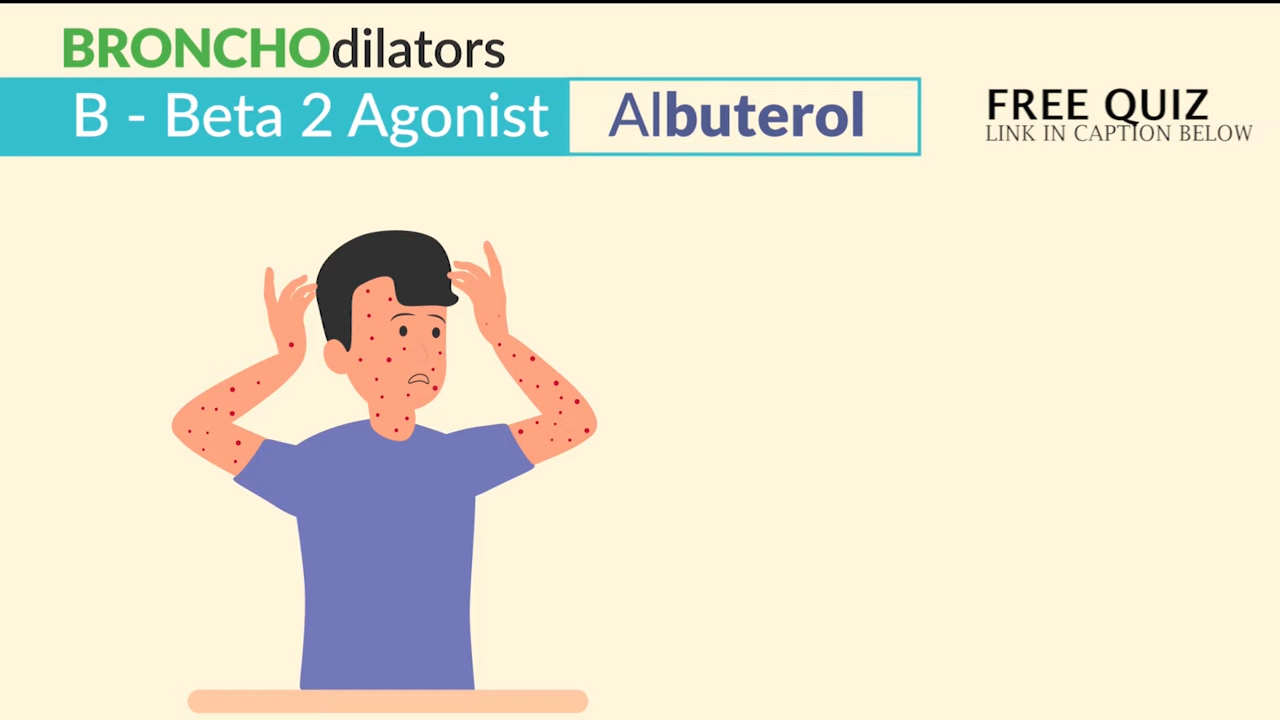 BRONCHOdilators
B - Beta 2 Agonist Albuterol
FREE QUIZ
LINK IN CAPTION BELOW